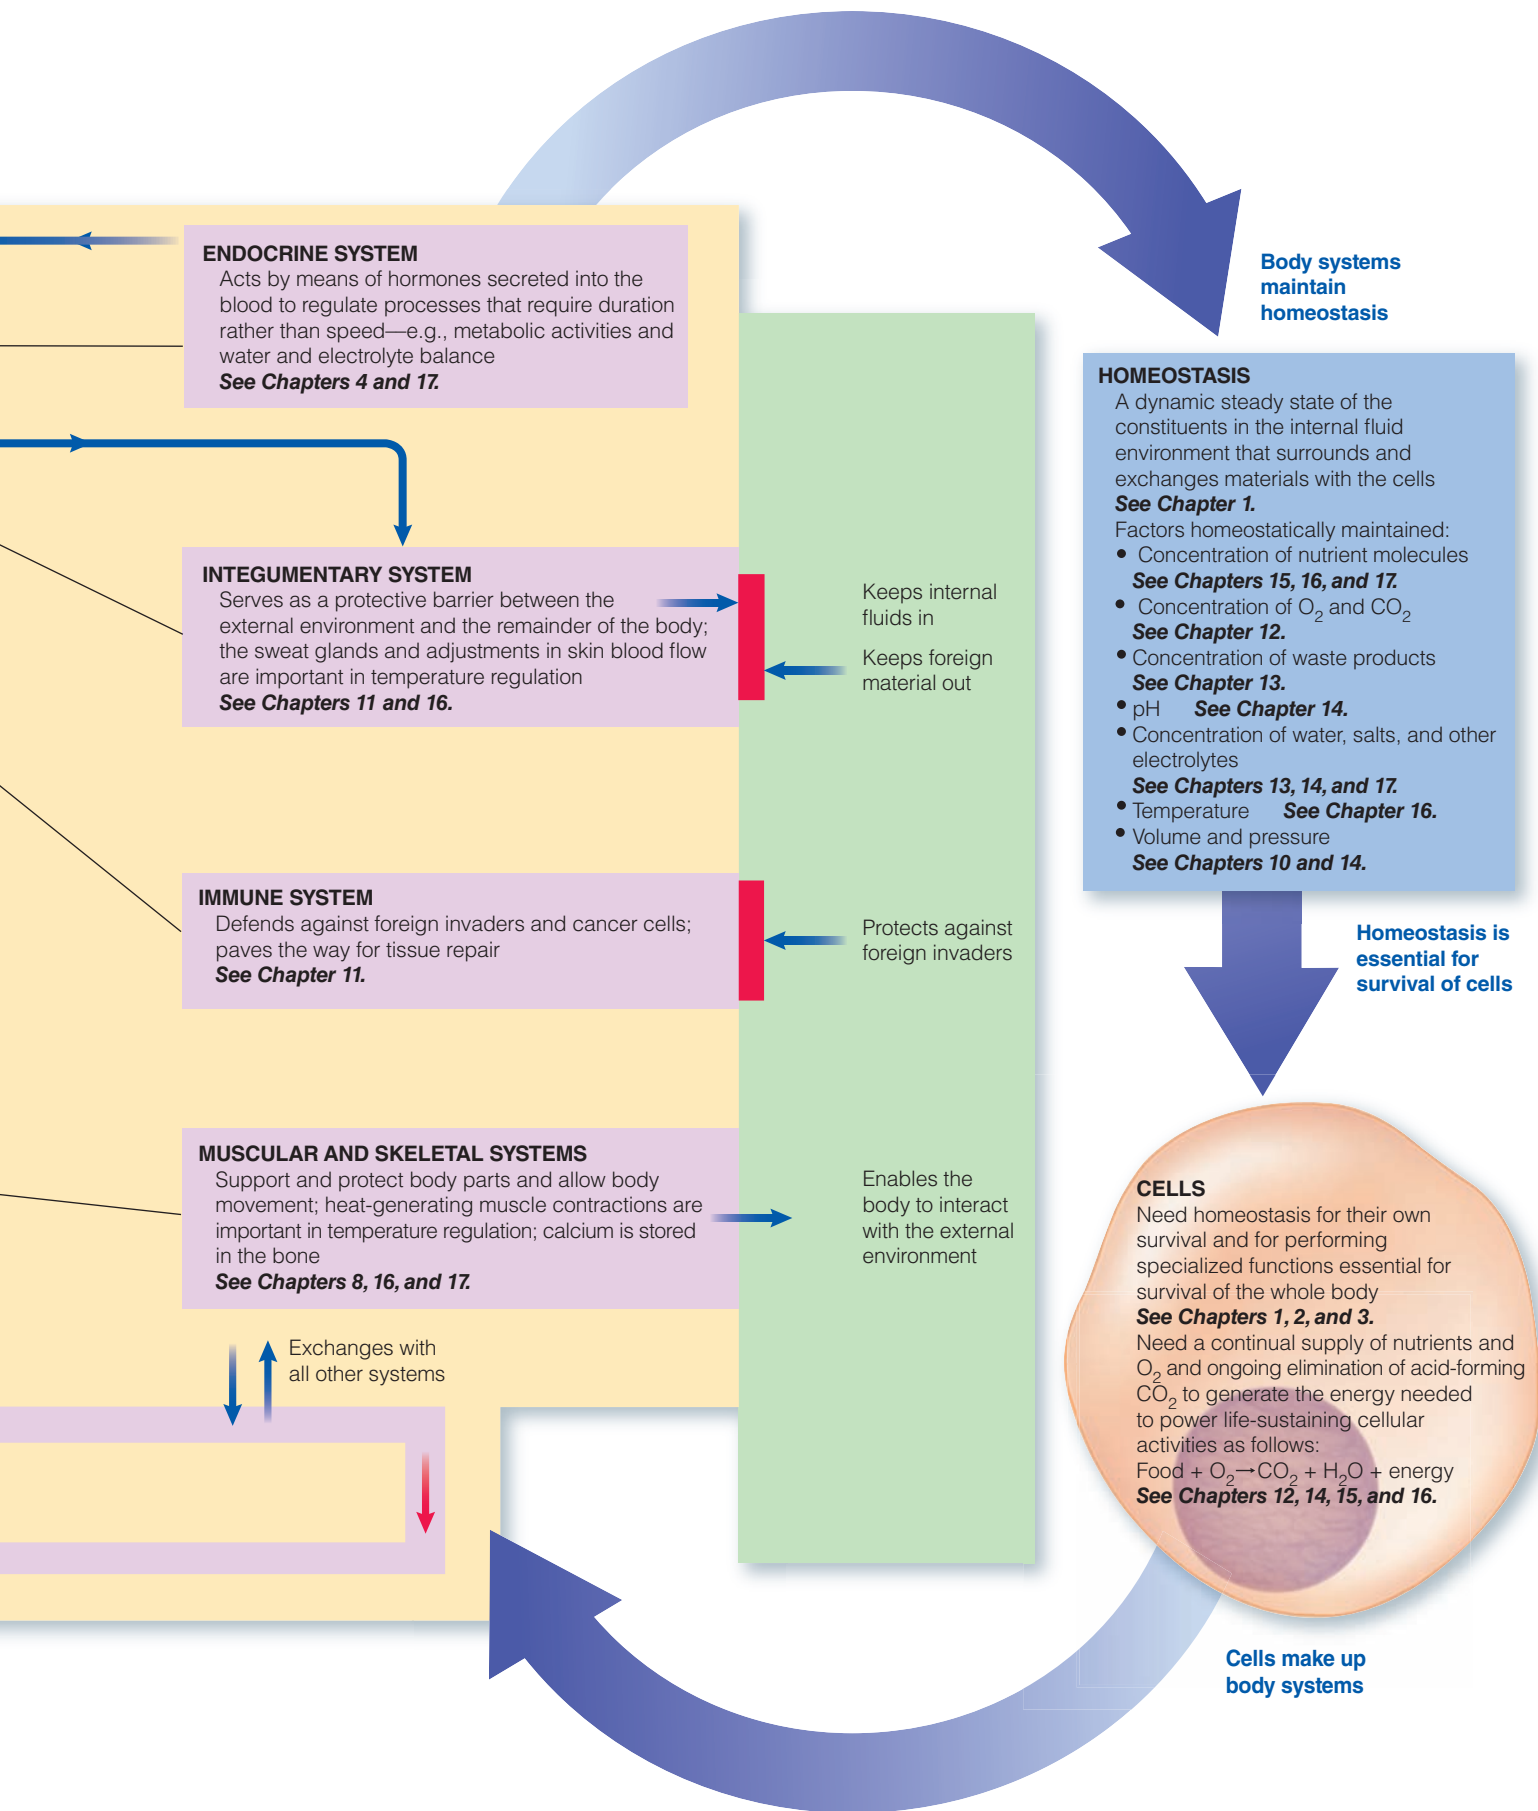 ENDOCRINE SYSTEM
Acts by means of hormones secreted into the
blood to regulate processes that require duration
rather than speed—e.g., metabolic activities and
water and electrolyte balance
See Chapters 4 and 17.
INTEGUMENTARY SYSTEM
Serves as a protective barrier between the
external environment and the remainder of the body;
the sweat glands and adjustments in skin blood flow
are important in temperature regulation
See Chapters 11 and 16.
Keeps internal
fluids in
Keeps foreign
material out
IMMUNE SYSTEM
Defends against foreign invaders and cancer cells;
paves the way for tissue repair
See Chapter 11.
Protects against
foreign invaders
MUSCULAR AND SKELETAL SYSTEMS
Support and protect body parts and allow body
movement; heat-generating muscle contractions are
important in temperature regulation; calcium is stored
in the bone
See Chapters 8, 16, and 17.
Enables the
body to interact
with the external
environment
Exchanges with
all other systems
Body systems
maintain
homeostasis
HOMEOSTASIS
A dynamic steady state of the
constituents in the internal fluid
environment that surrounds and
exchanges materials with the cells
See Chapter 1.
Factors homeostatically maintained:
• Concentration of nutrient molecules
See Chapters 15, 16, and 17.
• Concentration of O₂ and CO₂
See Chapter 12.
• Concentration of waste products
See Chapter 13.
• pH See Chapter 14.
• Concentration of water, salts, and other
electrolytes
See Chapters 13, 14, and 17.
• Temperature See Chapter 16.
• Volume and pressure
See Chapters 10 and 14.
Homeostasis is
essential for
survival of cells
CELLS
Need homeostasis for their own
survival and for performing
specialized functions essential for
survival of the whole body
See Chapters 1, 2, and 3.
Need a continual supply of nutrients and
O₂ and ongoing elimination of acid-forming
CO₂ to generate the energy needed
to power life-sustaining cellular
activities as follows:
Food + O₂→CO₂ + H₂O + energy
See Chapters 12, 14, 15, and 16.
Cells make up
body systems